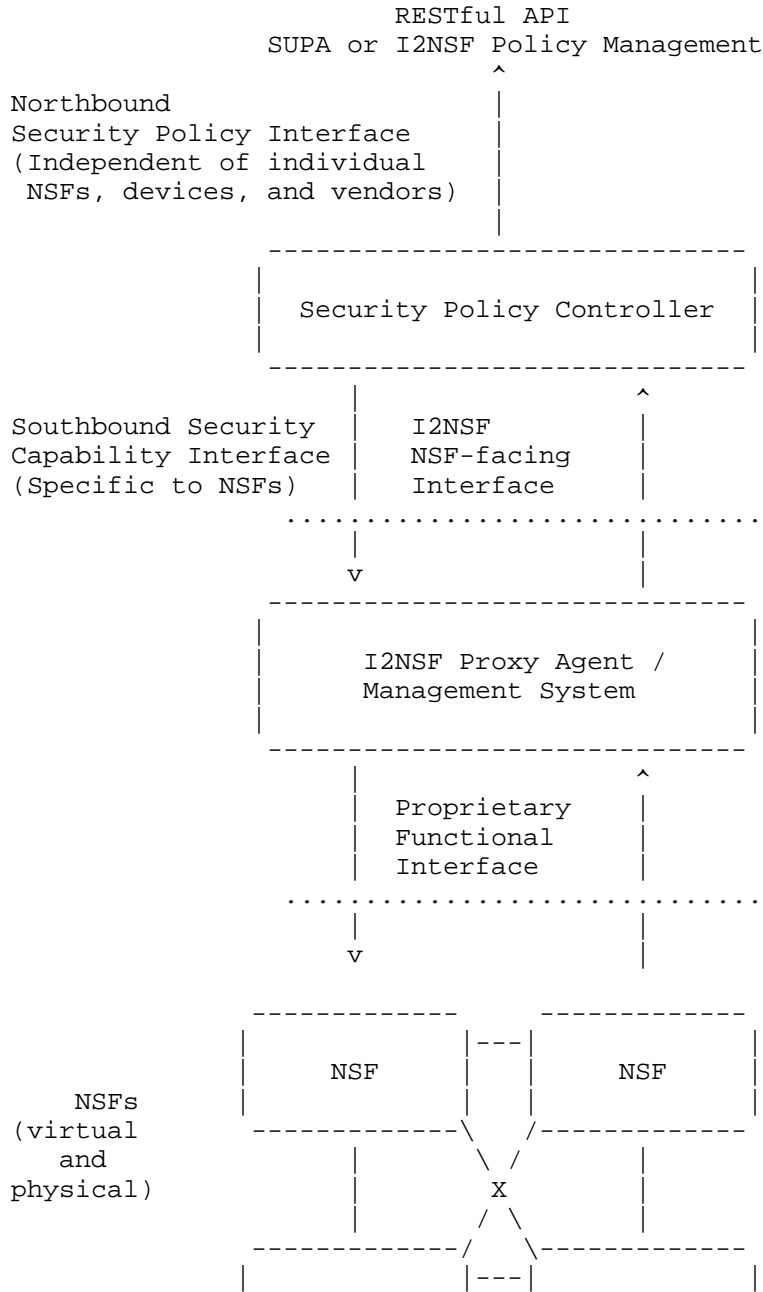 RESTful API
SUPA or I2NSF Policy Management
Northbound
Security Policy Interface
(Independent of individual
NSFs, devices, and vendors)
Security Policy Controller
Southbound Security
Capability Interface
(Specific to NSFs)
I2NSF
NSF-facing
Interface
I2NSF Proxy Agent /
Management System
Proprietary
Functional
Interface
NSF
NSF
NSFs
(virtual
and
physical)
X